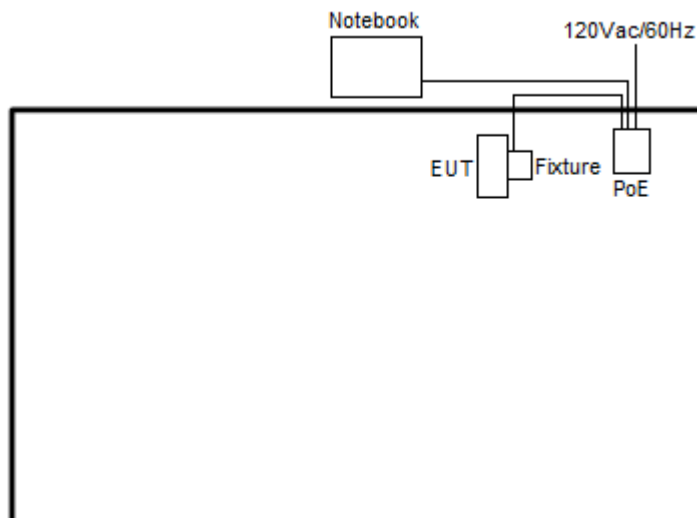 Notebook
120Vac/60Hz
EUT
Fixture
PoE